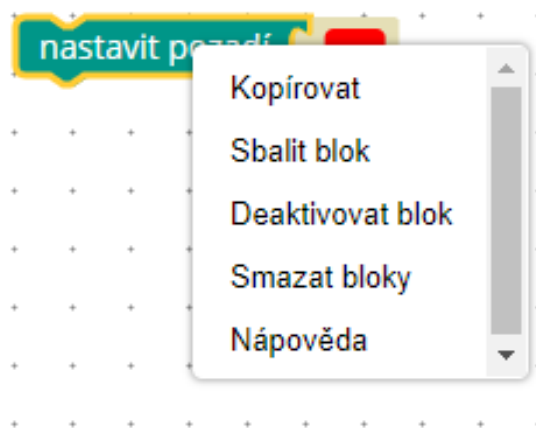 nastavit pozadí
Kopírovat
Sbalit blok
Deaktivovat blok
Smazat bloky
Nápověda